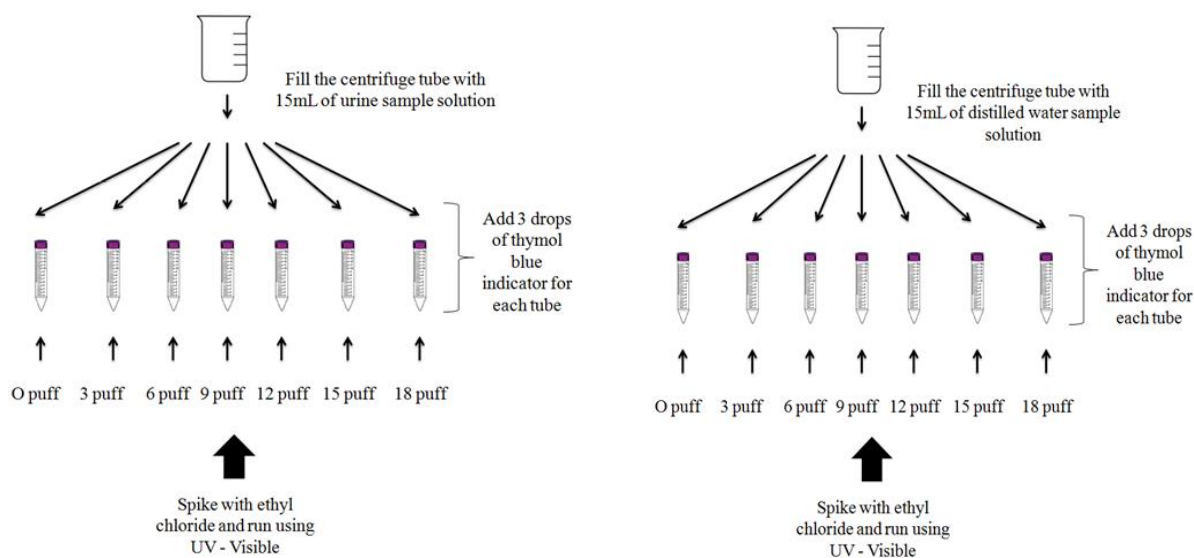 Fill the centrifuge tube with
15mL of urine sample solution
Add 3 drops
of thymol
blue
indicator for
each tube
O puff 3 puff 6 puff 9 puff 12 puff 15 puff 18 puff
Spike with ethyl
chloride and run using
UV - Visible
Fill the centrifuge tube with
15mL of distilled water sample
solution
Add 3 drops
of thymol
blue
indicator for
each tube
O puff 3 puff 6 puff 9 puff 12 puff 15 puff 18 puff
Spike with ethyl
chloride and run using
UV - Visible